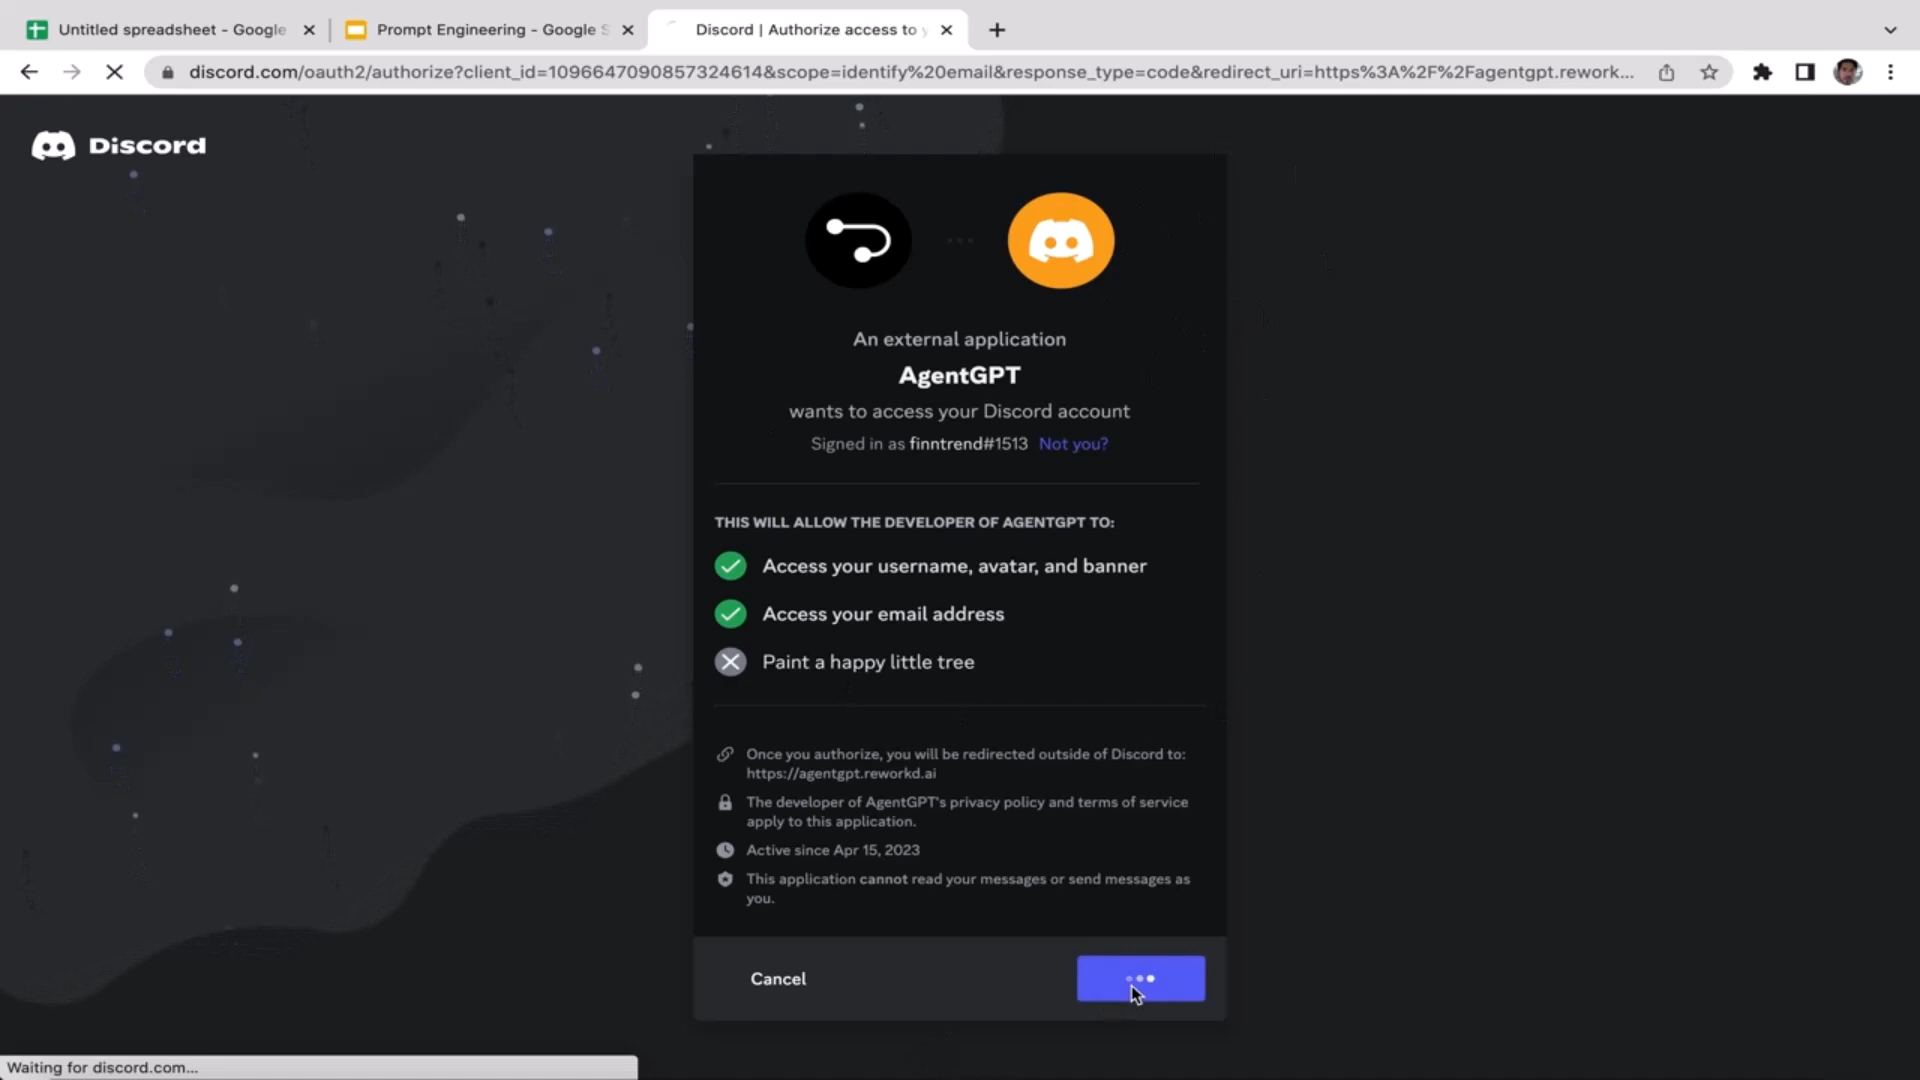 Untitled spreadsheet - Google
Prompt Engineering - Google S
Discord | Authorize access to y
discord.com/oauth2/authorize?client_id=1096647090857324614&scope=identify%20email&response_type=code&redirect_uri=https%3A%2F%2Fagentgpt.rework...
Discord
An external application
AgentGPT
wants to access your Discord account
Signed in as finntrend#1513 Not you?
THIS WILL ALLOW THE DEVELOPER OF AGENTGPT TO:
Access your username, avatar, and banner
Access your email address
Paint a happy little tree
Once you authorize, you will be redirected outside of Discord to:
https://agentgpt.reworkd.ai
The developer of AgentGPT's privacy policy and terms of service
apply to this application.
Active since Apr 15, 2023
This application cannot read your messages or send messages as
you.
Cancel
Waiting for discord.com...